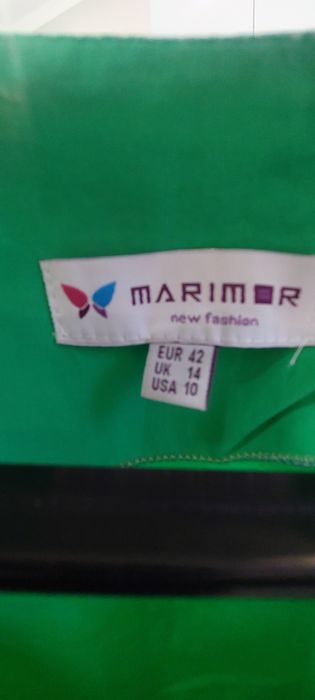 MARIMOR
new fashion
EUR 42
UK 14
USA 10